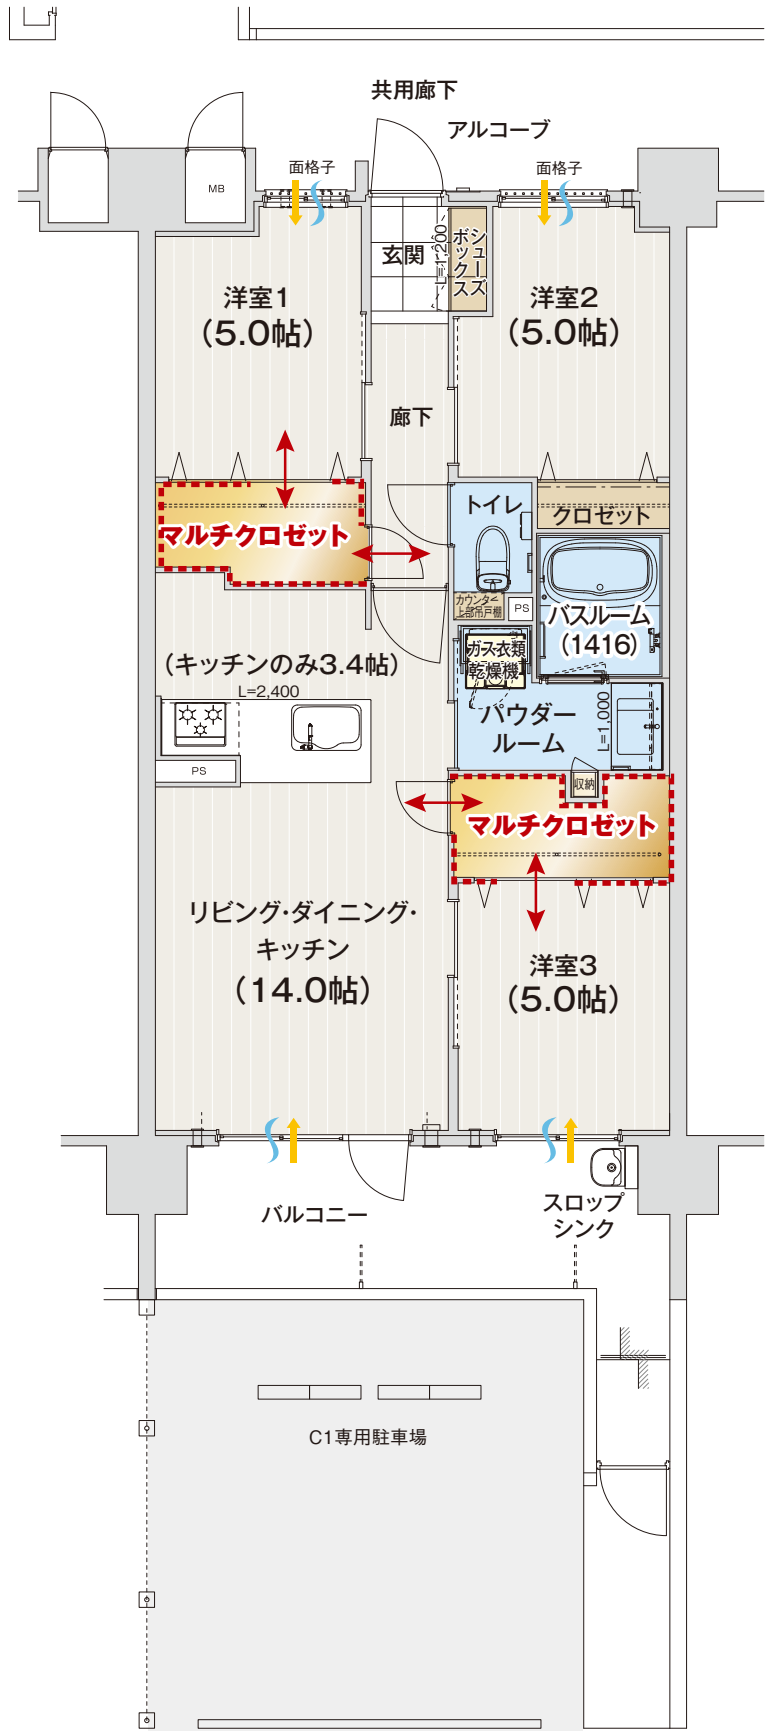 共用廊下
アルコーブ
面格子
面格子
MB
玄関
L=1,200
シューズ
ボックス
洋室1
（5.0帖）
洋室2
（5.0帖）
廊下
トイレ
クロゼット
マルチクロゼット
カウンター
上部吊戸棚
PS
バスルーム
（1416）
ガス衣類
乾燥機
（キッチンのみ3.4帖）
L=2,400
パウダー
ルーム
L=1,000
PS
収納
マルチクロゼット
リビング・ダイニング・
キッチン
（14.0帖）
洋室3
（5.0帖）
バルコニー
スロップ
シンク
C1専用駐車場